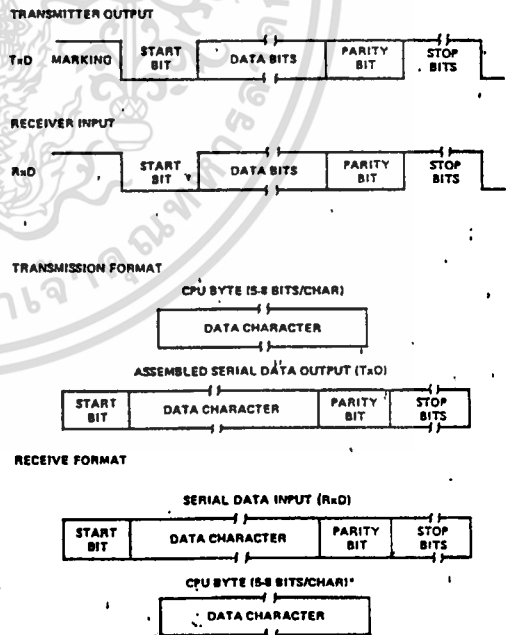 TRANSMITTER OUTPUT
TxD MARKING START BIT DATA BITS PARITY BIT STOP BITS
RECEIVER INPUT
RxD START BIT DATA BITS PARITY BIT STOP BITS
TRANSMISSION FORMAT
CPU BYTE (5-8 BITS/CHAR)
DATA CHARACTER
ASSEMBLED SERIAL DATA OUTPUT (TxD)
START BIT DATA CHARACTER PARITY BIT STOP BITS
RECEIVE FORMAT
SERIAL DATA INPUT (RxD)
START BIT DATA CHARACTER PARITY BIT STOP BITS
CPU BYTE (5-8 BITS/CHAR)*
DATA CHARACTER